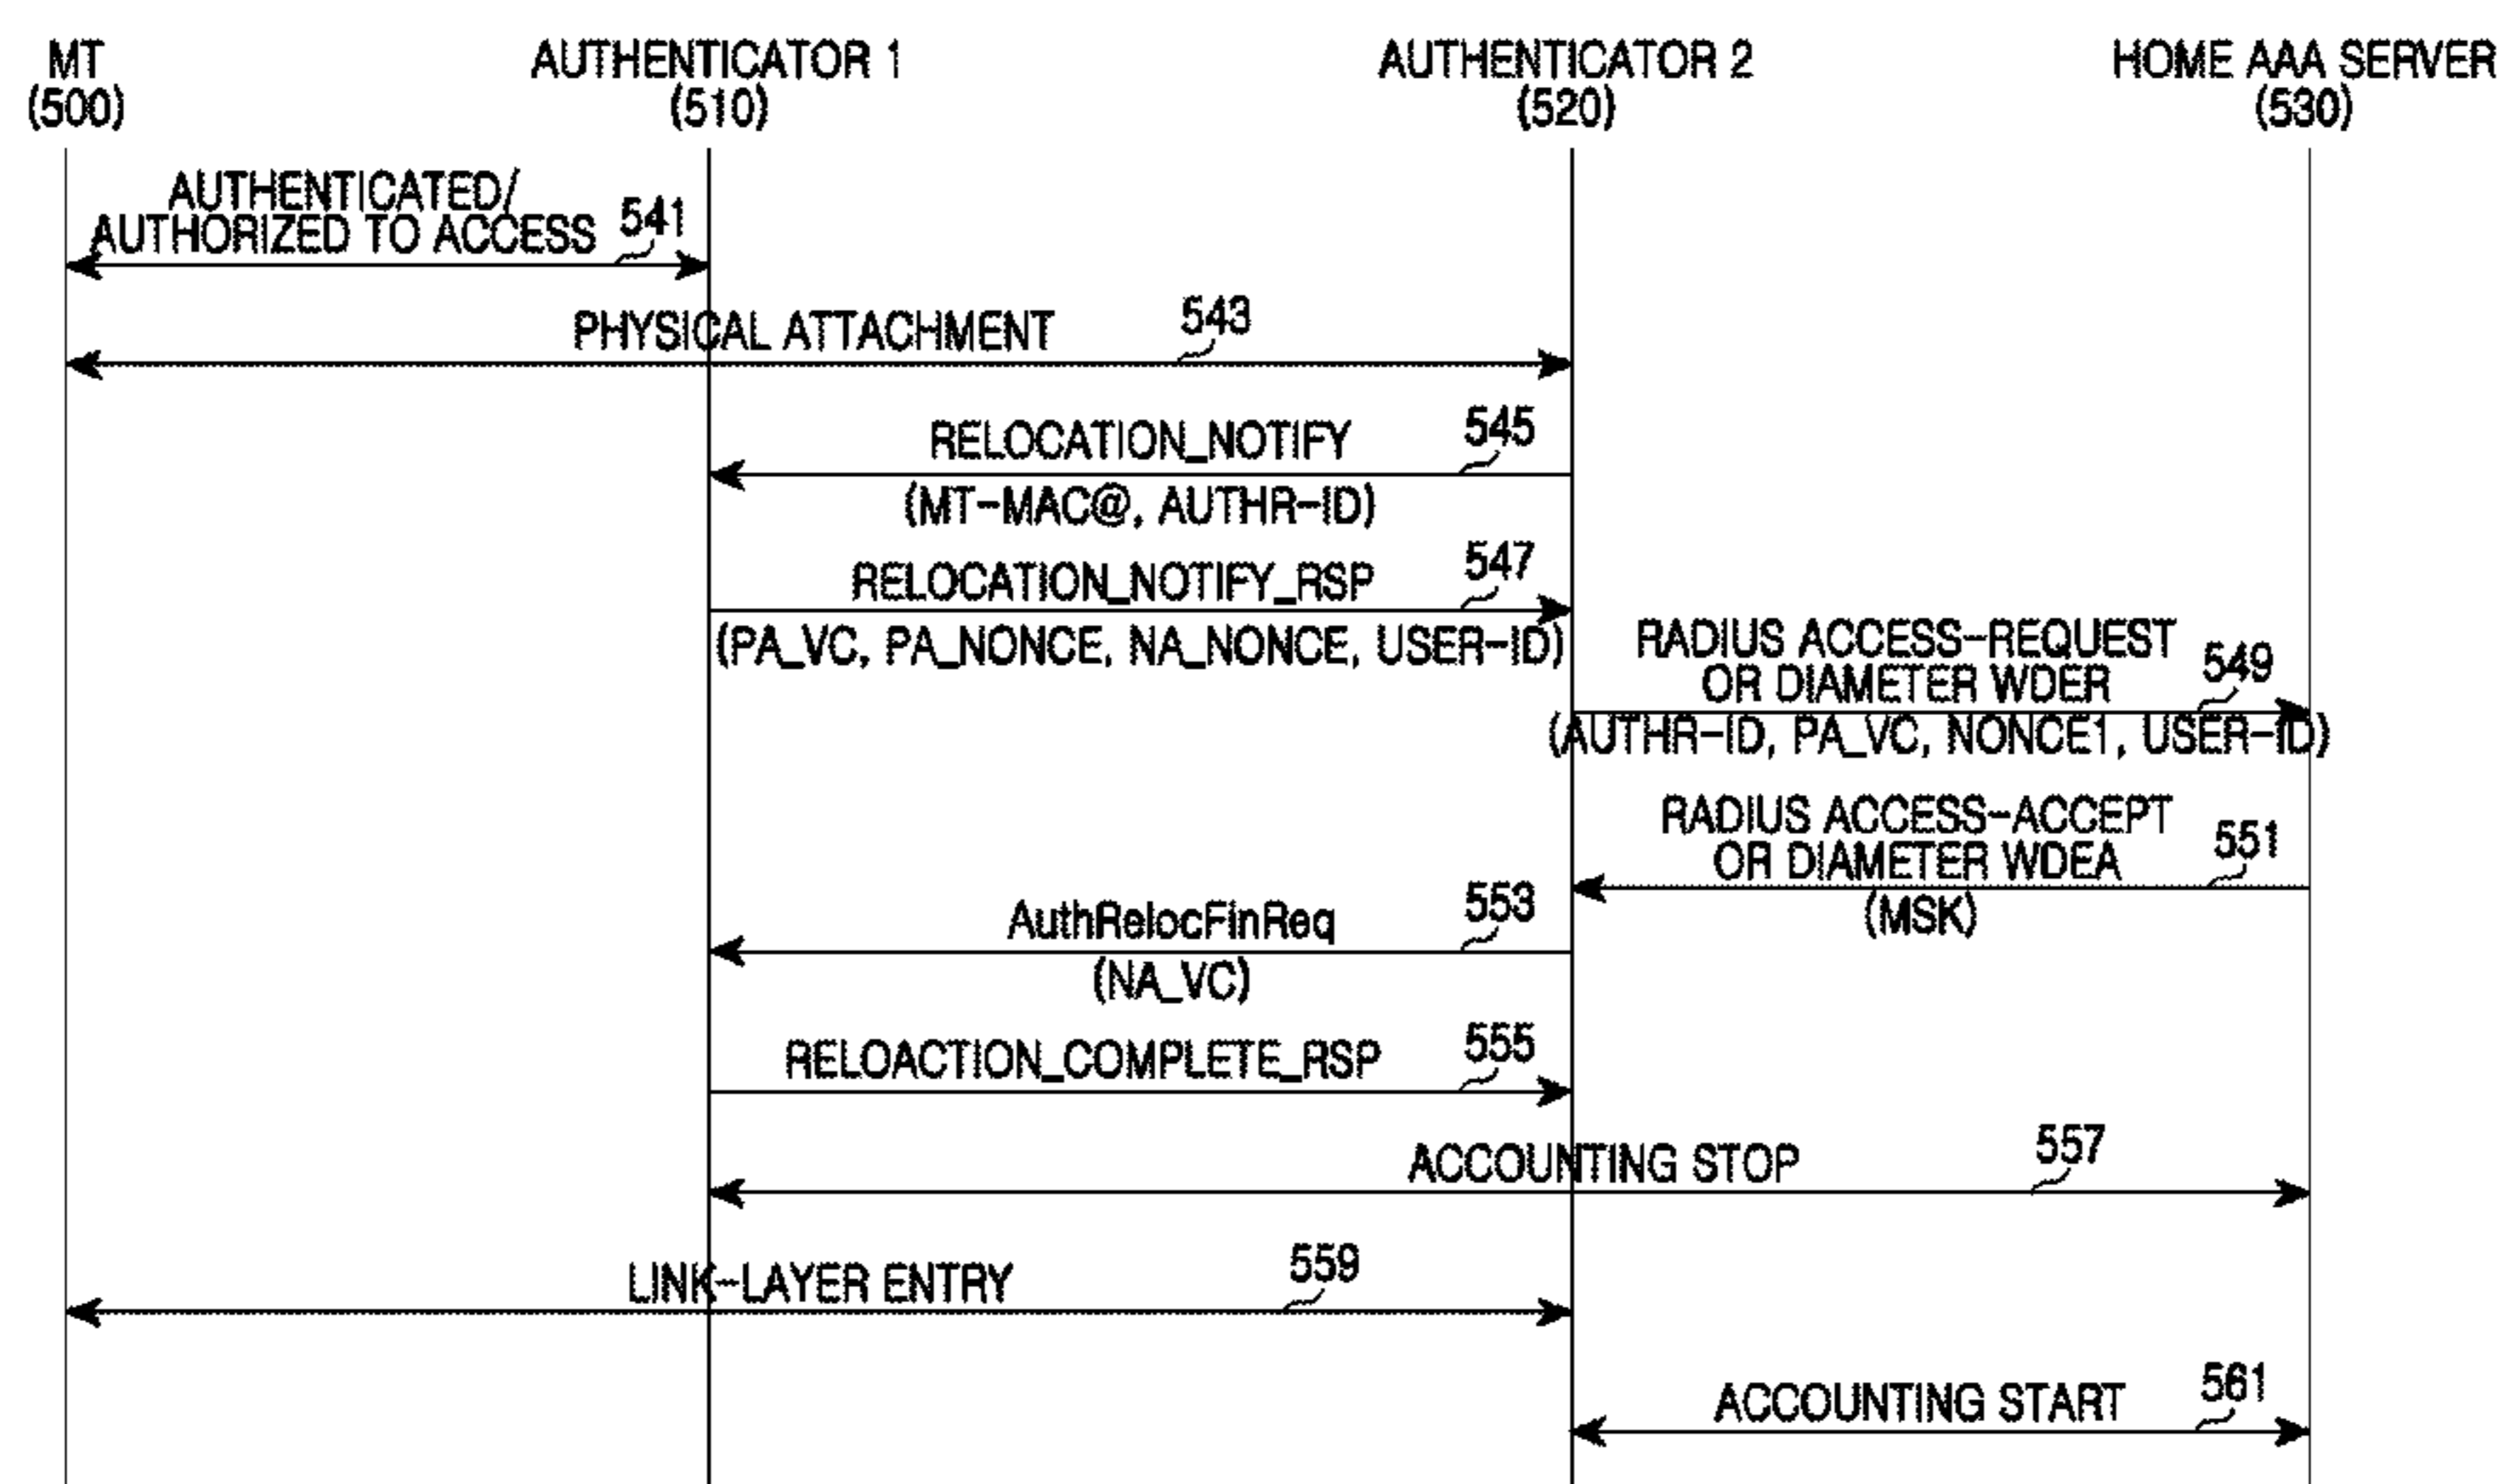 MT
(500)
AUTHENTICATOR 1
(510)
AUTHENTICATOR 2
(520)
HOME AAA SERVER
(530)
AUTHENTICATED/
AUTHORIZED TO ACCESS
541
PHYSICAL ATTACHMENT
543
RELOCATION_NOTIFY
545
(MT-MAC@, AUTHR-ID)
RELOCATION_NOTIFY_RSP
547
(PA_VC, PA_NONCE, NA_NONCE, USER-ID)
RADIUS ACCESS-REQUEST
OR DIAMETER WDER
549
(AUTHR-ID, PA_VC, NONCE1, USER-ID)
RADIUS ACCESS-ACCEPT
OR DIAMETER WDEA
551
(MSK)
AuthRelocFinReq
553
(NA_VC)
RELOACTION_COMPLETE_RSP
555
ACCOUNTING STOP
557
LINK-LAYER ENTRY
559
ACCOUNTING START
561